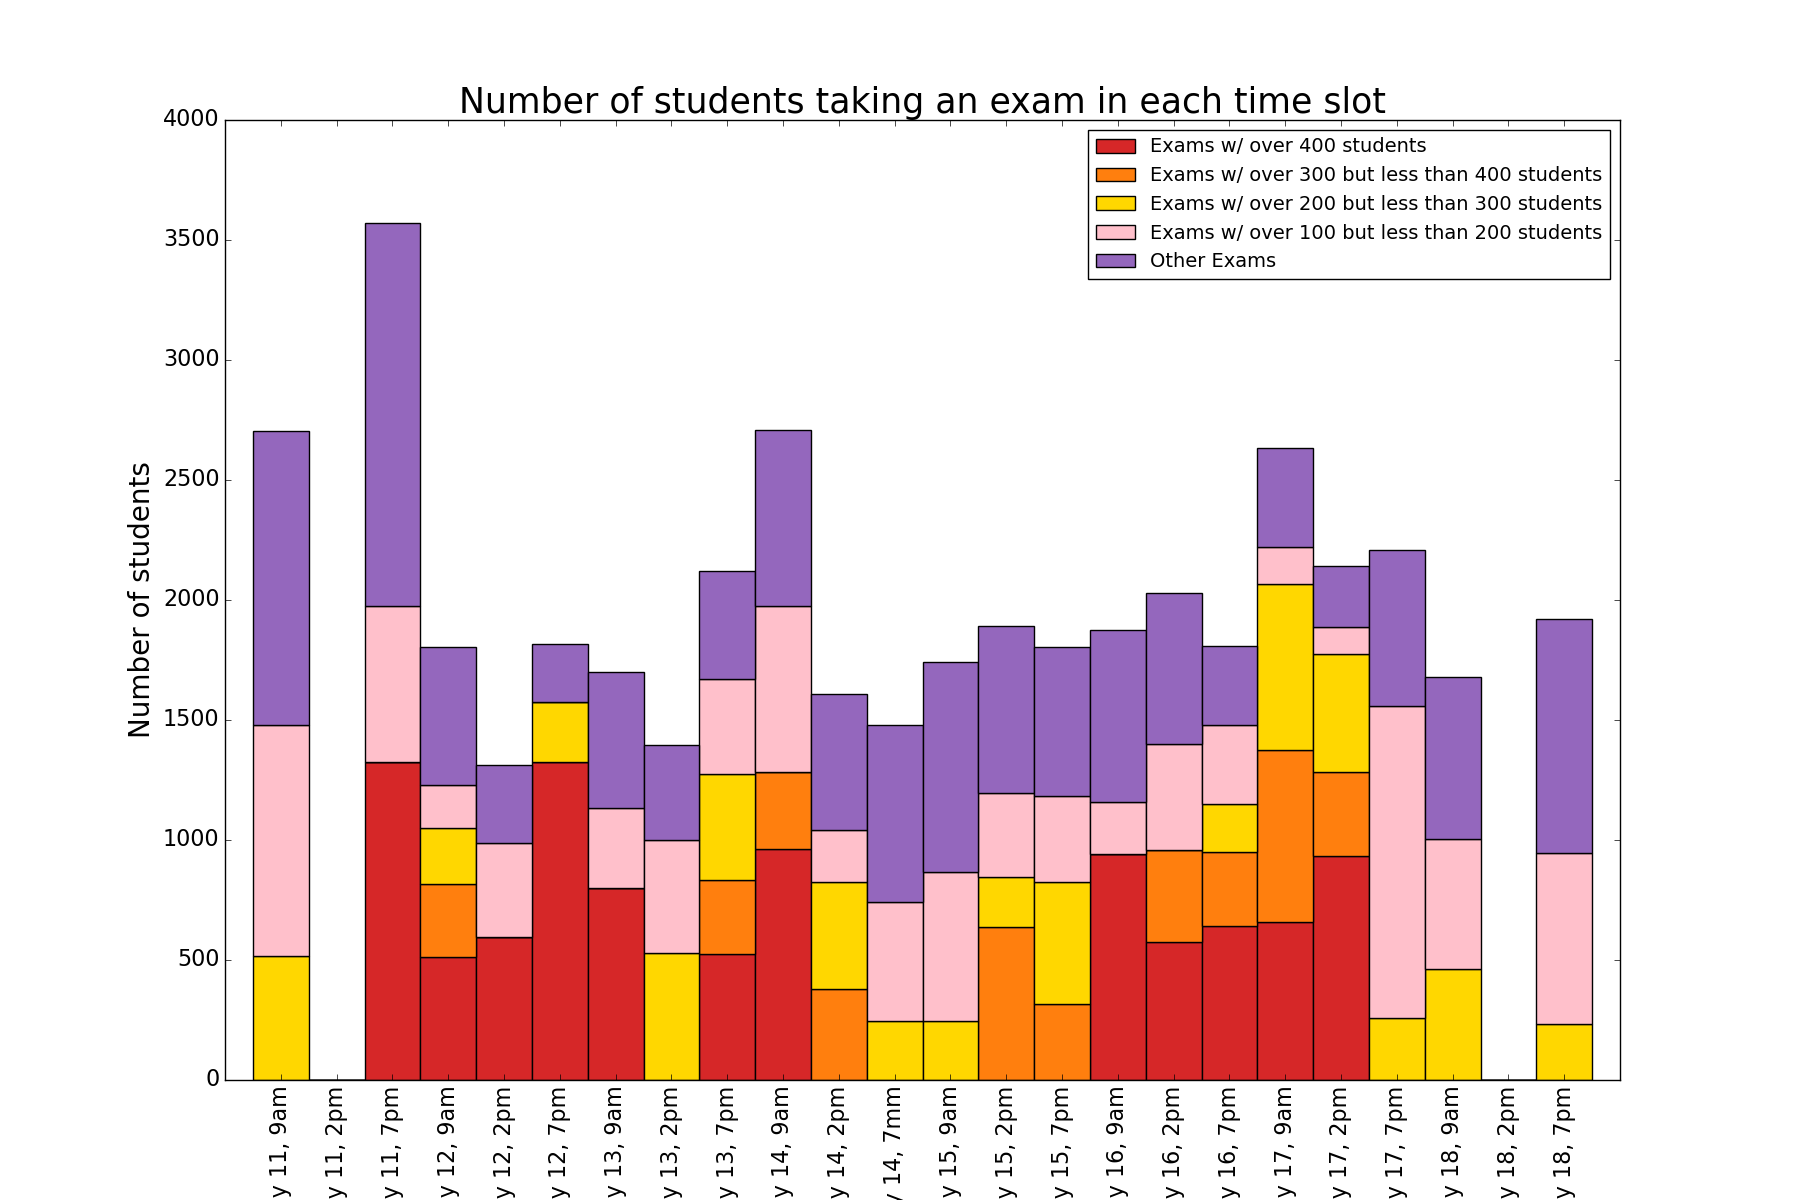 Number of students taking an exam in each time slot
Number of students
4000
3500
3000
2500
2000
1500
1000
500
0
Exams w/ over 400 students
Exams w/ over 300 but less than 400 students
Exams w/ over 200 but less than 300 students
Exams w/ over 100 but less than 200 students
Other Exams
y 11, 9am
y 11, 2pm
y 11, 7pm
y 12, 9am
y 12, 2pm
y 12, 7pm
y 13, 9am
y 13, 2pm
y 13, 7pm
y 14, 9am
y 14, 2pm
y 14, 7mm
y 15, 9am
y 15, 2pm
y 15, 7pm
y 16, 9am
y 16, 2pm
y 16, 7pm
y 17, 9am
y 17, 2pm
y 17, 7pm
y 18, 9am
y 18, 2pm
y 18, 7pm